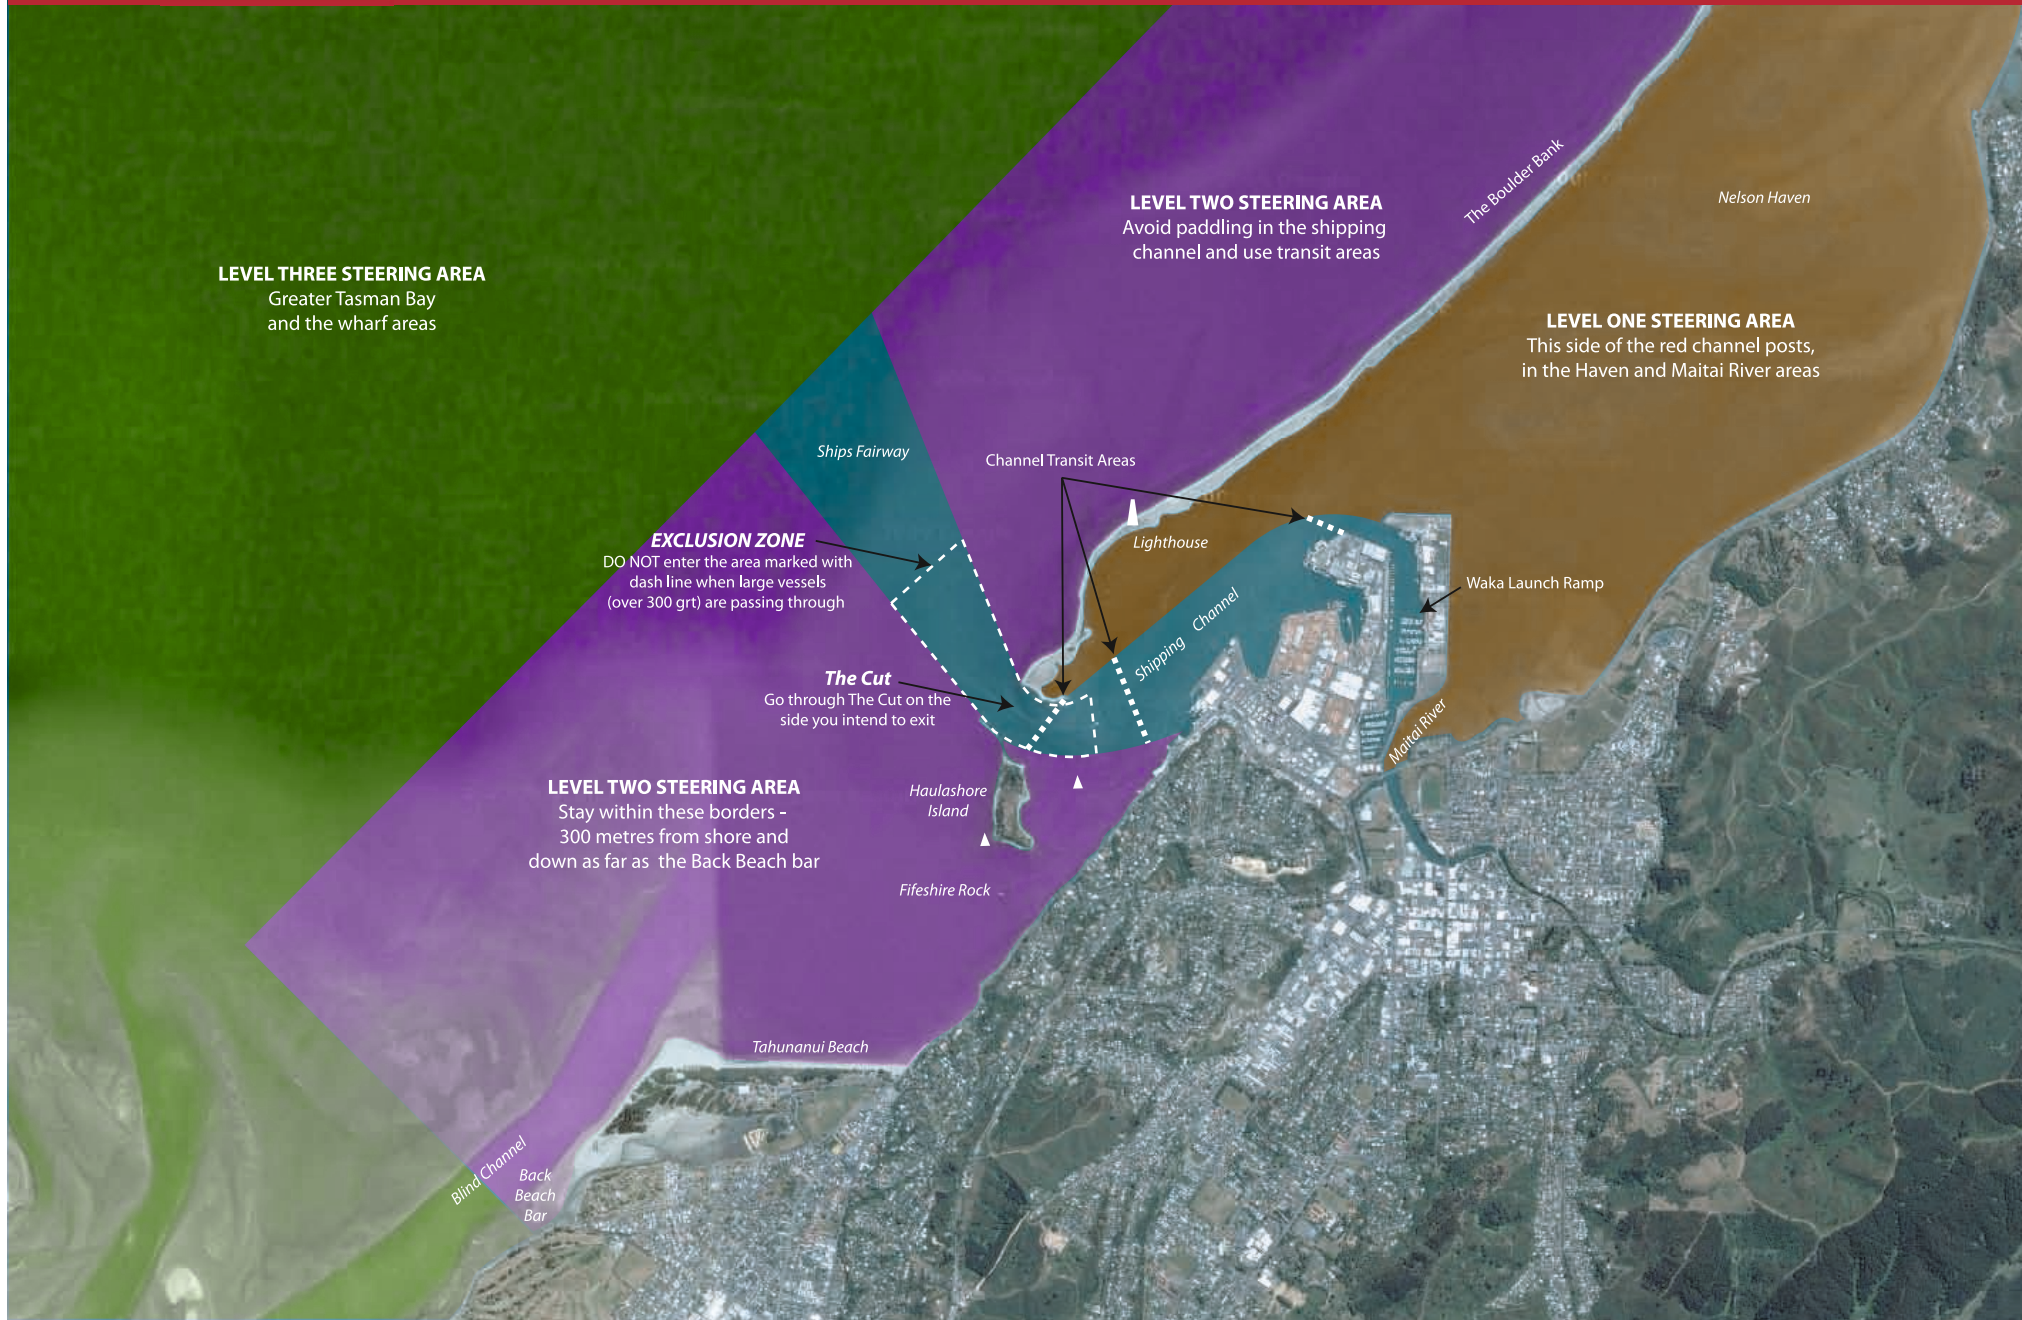 LEVEL TWO STEERING AREA
Avoid paddling in the shipping
channel and use transit areas
The Boulder Bank
Nelson Haven
LEVEL THREE STEERING AREA
Greater Tasman Bay
and the wharf areas
LEVEL ONE STEERING AREA
This side of the red channel posts,
in the Haven and Maitai River areas
Ships Fairway
Channel Transit Areas
EXCLUSION ZONE
DO NOT enter the area marked with
dash line when large vessels
(over 300 grt) are passing through
Lighthouse
Waka Launch Ramp
Shipping Channel
The Cut
Go through The Cut on the
side you intend to exit
Maitai River
LEVEL TWO STEERING AREA
Stay within these borders -
300 metres from shore and
down as far as the Back Beach bar
Haulashore
Island
Fifeshire Rock
Tahunanui Beach
Blind Channel
Back
Beach
Bar